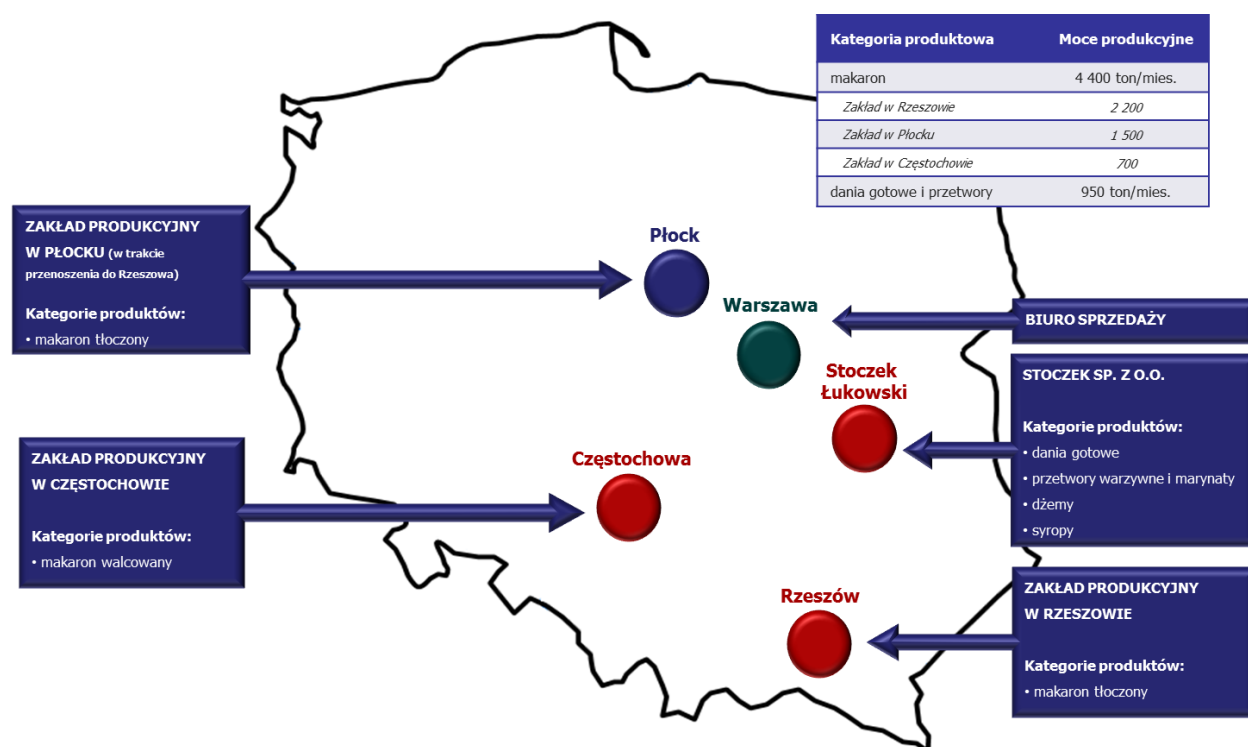 Kategoria produktowa Moce produkcyjne
makaron 4 400 ton/mies.
Zakład w Rzeszowie 2 200
Zakład w Płocku 1 500
Zakład w Częstochowie 700
dania gotowe i przetwory 950 ton/mies.
ZAKŁAD PRODUKCYJNY
W PŁOCKU (w trakcie
przenoszenia do Rzeszowa)
Kategorie produktów:
• makaron tłoczony
Płock
Warszawa
BIURO SPRZEDAŻY
Stoczek
Łukowski
STOCZEK SP. Z O.O.
Kategorie produktów:
• dania gotowe
• przetwory warzywne i marynaty
• dżemy
• syropy
ZAKŁAD PRODUKCYJNY
W CZĘSTOCHOWIE
Kategorie produktów:
• makaron walcowany
Częstochowa
Rzeszów
ZAKŁAD PRODUKCYJNY
W RZESZOWIE
Kategorie produktów:
• makaron tłoczony